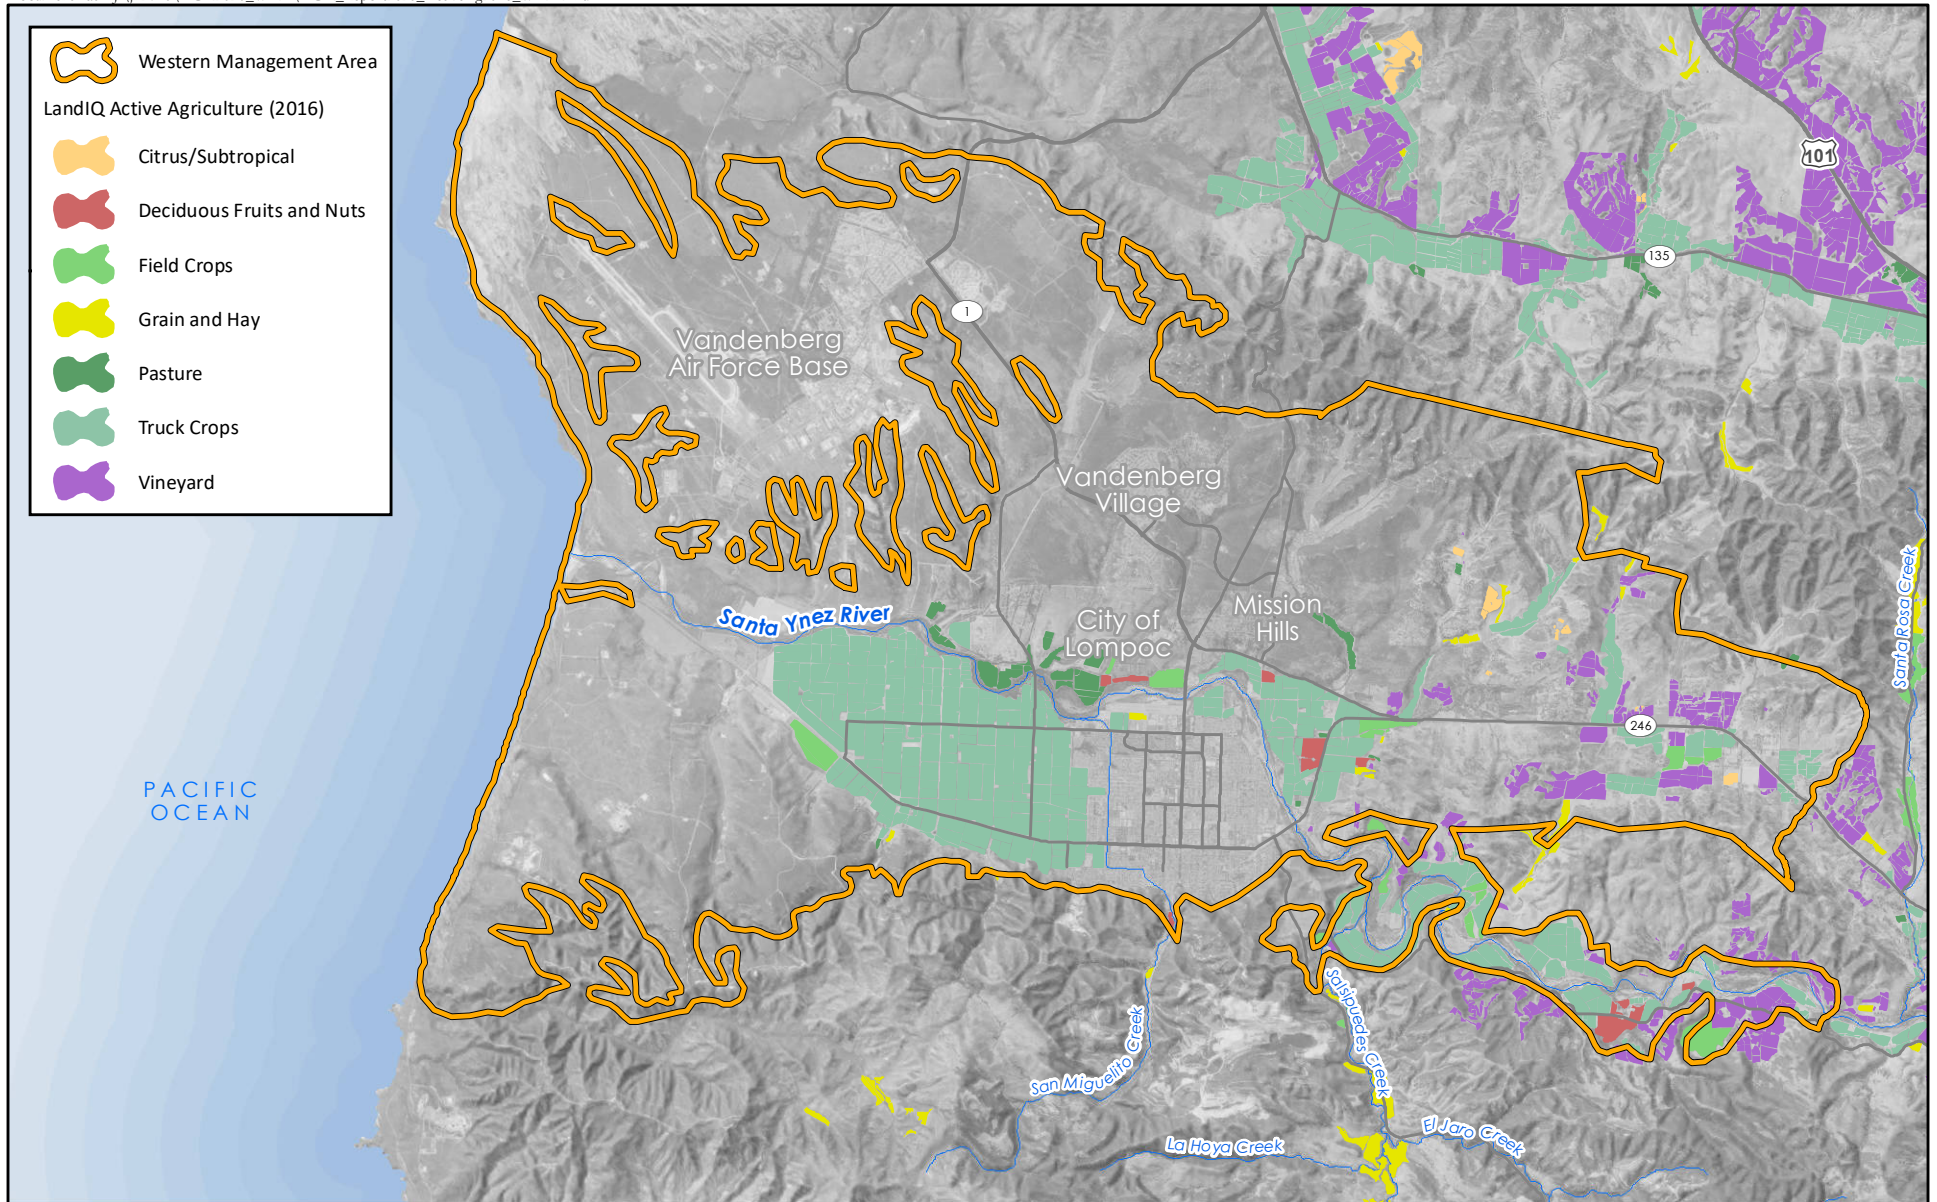 Western Management Area
LandIQ Active Agriculture (2016)
Citrus/Subtropical
Deciduous Fruits and Nuts
Field Crops
Grain and Hay
Pasture
Truck Crops
Vineyard
101
135
1
Vandenberg
Air Force Base
Vandenberg
Village
Santa Ynez River
City of
Lompoc
Mission
Hills
Santa Rosa Creek
246
PACIFIC
OCEAN
Salsipuedes Creek
San Miguelito Creek
La Hoya Creek
El Jaro Creek